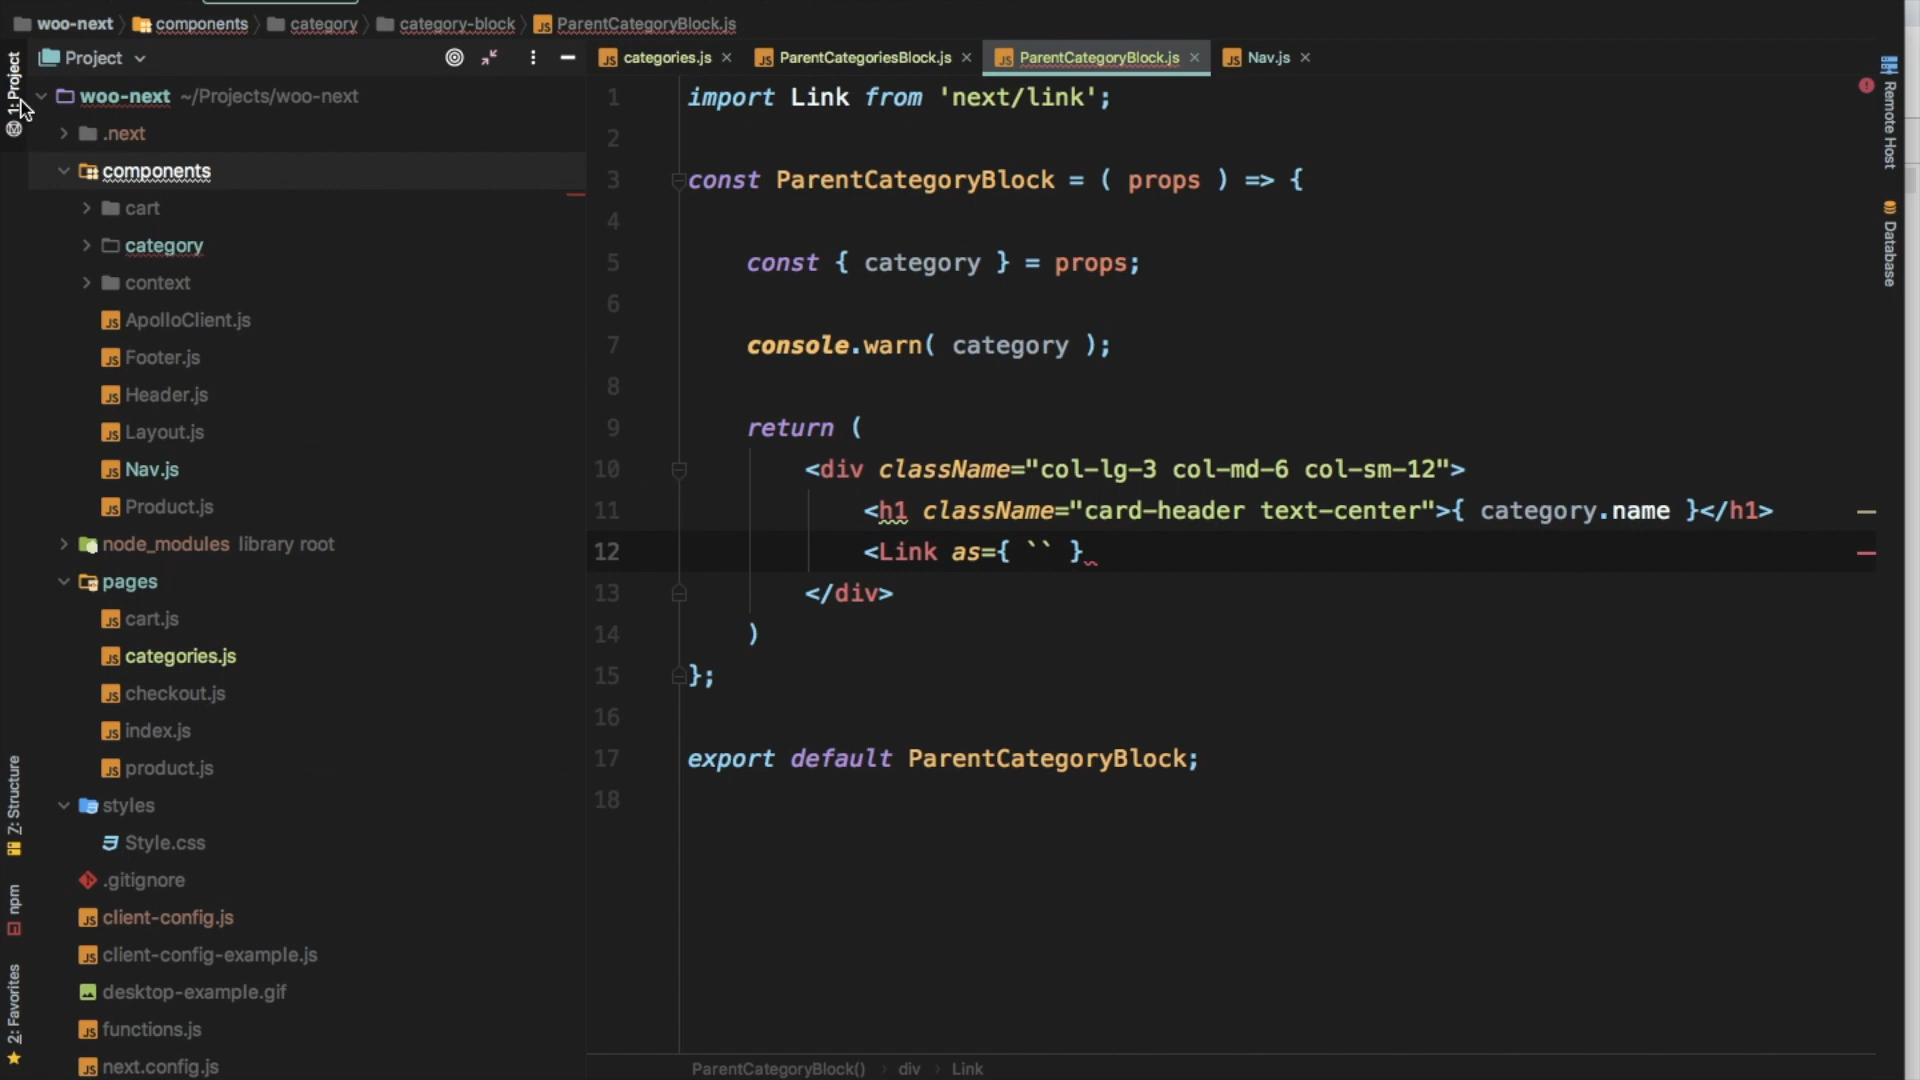 woo-next components category category-block ParentCategoryBlock.js
Project
categories.js ParentCategoriesBlock.js ParentCategoryBlock.js Nav.js
1: Project
woo-next ~/Projects/woo-next
.next
components
cart
category
context
ApolloClient.js
Footer.js
Header.js
Layout.js
Nav.js
Product.js
node_modules library root
pages
cart.js
categories.js
checkout.js
index.js
product.js
styles
Style.css
.gitignore
client-config.js
client-config-example.js
desktop-example.gif
functions.js
next.config.js
Z: Structure
npm
2: Favorites
1 import Link from 'next/link';
2
3 const ParentCategoryBlock = ( props ) => {
4
5 const { category } = props;
6
7 console.warn( category );
8
9 return (
10 <div className="col-lg-3 col-md-6 col-sm-12">
11 <h1 className="card-header text-center">{ category.name }</h1>
12 <Link as={ `` }
13 </div>
14 )
15 };
16
17 export default ParentCategoryBlock;
18
ParentCategoryBlock() div Link
Remote Host
Database